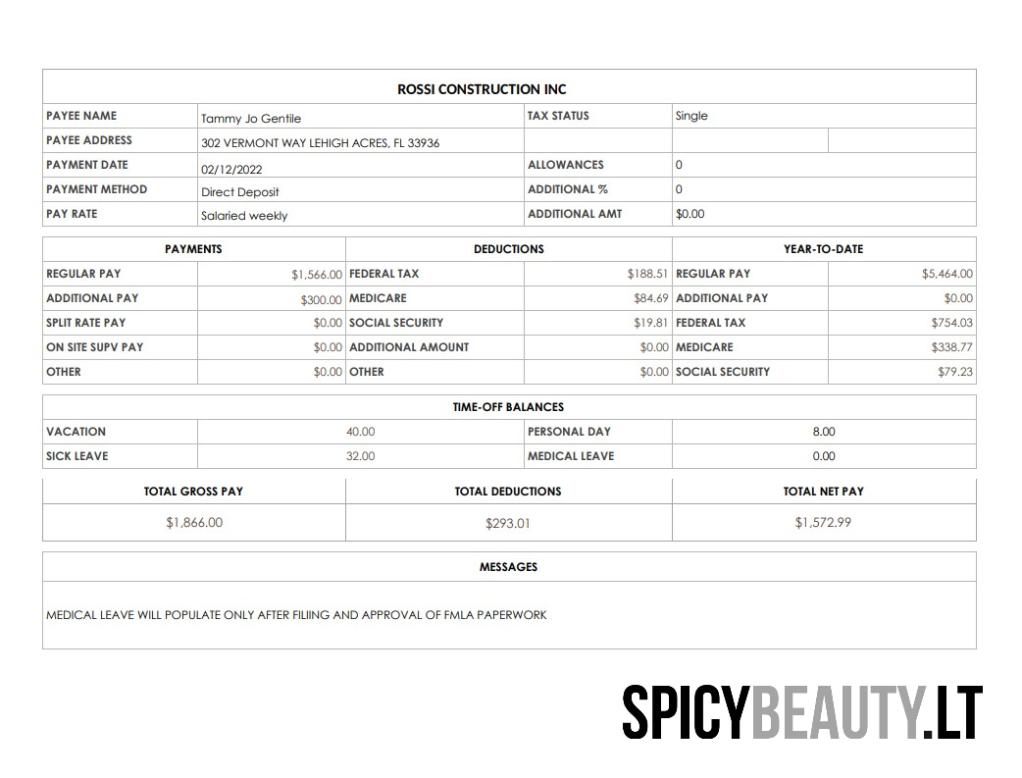 ROSSI CONSTRUCTION INC
PAYEE NAME Tammy Jo Gentile TAX STATUS Single
PAYEE ADDRESS 302 VERMONT WAY LEHIGH ACRES, FL 33936
PAYMENT DATE 02/12/2022 ALLOWANCES 0
PAYMENT METHOD Direct Deposit ADDITIONAL % 0
PAY RATE Salaried weekly ADDITIONAL AMT $0.00
PAYMENTS DEDUCTIONS YEAR-TO-DATE
REGULAR PAY $1,566.00 FEDERAL TAX $188.51 REGULAR PAY $5,464.00
ADDITIONAL PAY $300.00 MEDICARE $84.69 ADDITIONAL PAY $0.00
SPLIT RATE PAY $0.00 SOCIAL SECURITY $19.81 FEDERAL TAX $754.03
ON SITE SUPV PAY $0.00 ADDITIONAL AMOUNT $0.00 MEDICARE $338.77
OTHER $0.00 OTHER $0.00 SOCIAL SECURITY $79.23
TIME-OFF BALANCES
VACATION 40.00 PERSONAL DAY 8.00
SICK LEAVE 32.00 MEDICAL LEAVE 0.00
TOTAL GROSS PAY TOTAL DEDUCTIONS TOTAL NET PAY
$1,866.00 $293.01 $1,572.99
MESSAGES
MEDICAL LEAVE WILL POPULATE ONLY AFTER FILIING AND APPROVAL OF FMLA PAPERWORK
SPICYBEAUTY.LT